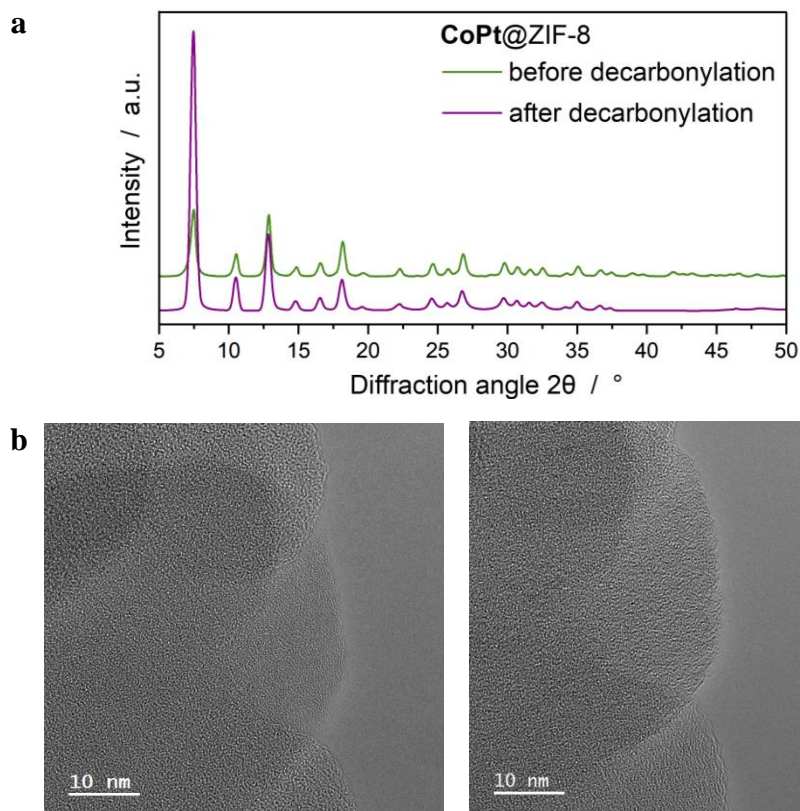 a
CoPt@ZIF-8
before decarbonylation
after decarbonylation
Intensity / a.u.
5 10 15 20 25 30 35 40 45 50
Diffraction angle 2θ / °
b
10 nm
10 nm